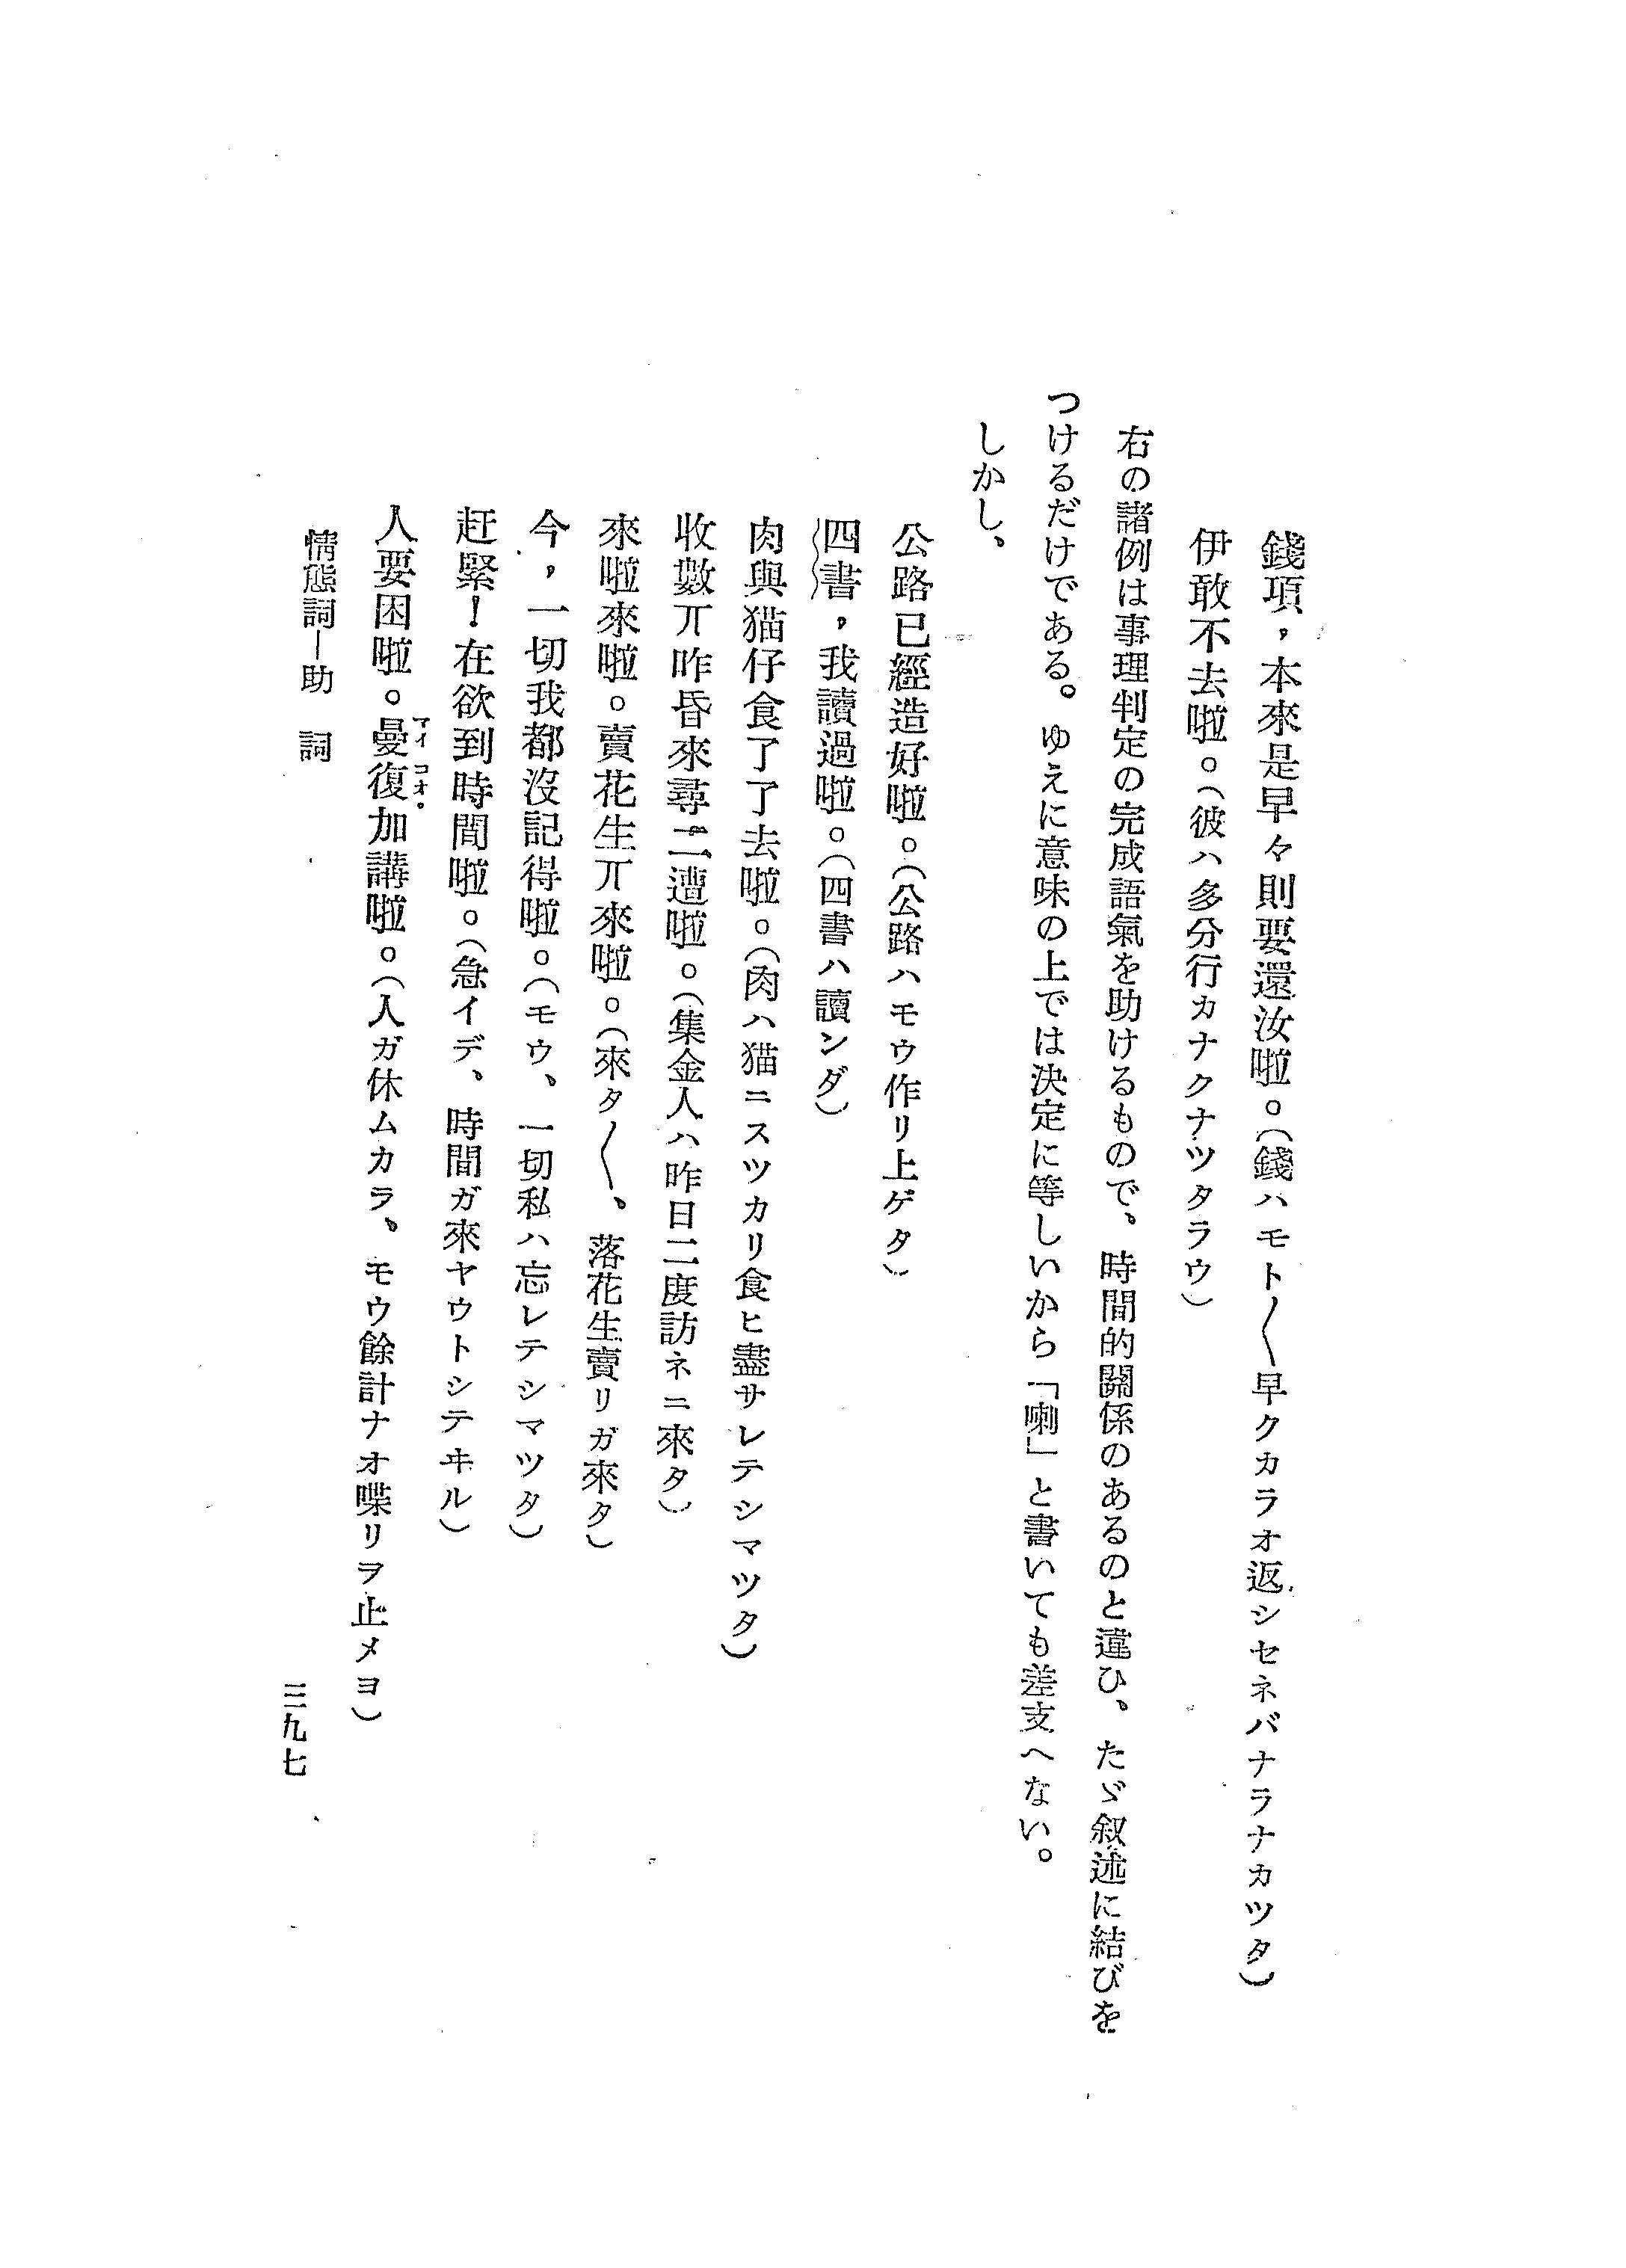 錢項，本來是早々則要還汝啦。（錢ハモト〱早クカラオ返シセネバナラナカツタ）
伊敢不去啦。（彼ハ多分行カナクナツタラウ）
右の諸例は事理判定の完成語氣を助けるもので、時間的關係のあるのと違ひ、たゞ叙述に結びを
つけるだけである。ゆえに意味の上では決定に等しいから「喇」と書いても差支へない。
しかし、
公路已經造好啦。（公路ハモウ作リ上ゲタ）
四書，我讀過啦。（四書ハ讀ンダ）
肉與猫仔食了了去啦。（肉ハ猫ニスツカリ食ヒ盡サレテシマツタ）
收數丌昨昏來尋二遭啦。（集金人ハ昨日二度訪ネニ來タ）
來啦來啦。賣花生丌來啦。（來タ〱、落花生賣リガ來タ）
今，一切我都沒記得啦。（モウ、一切私ハ忘レテシマツタ）
赶緊！在欲到時間啦。（急イデ、時間ガ來ヤウトシテヰル）
人要困啦。曼復加講啦。（人ガ休ムカラ、モウ餘計ナオ喋リヲ止メヨ）
マイコオ。
情態詞—助詞
三九七